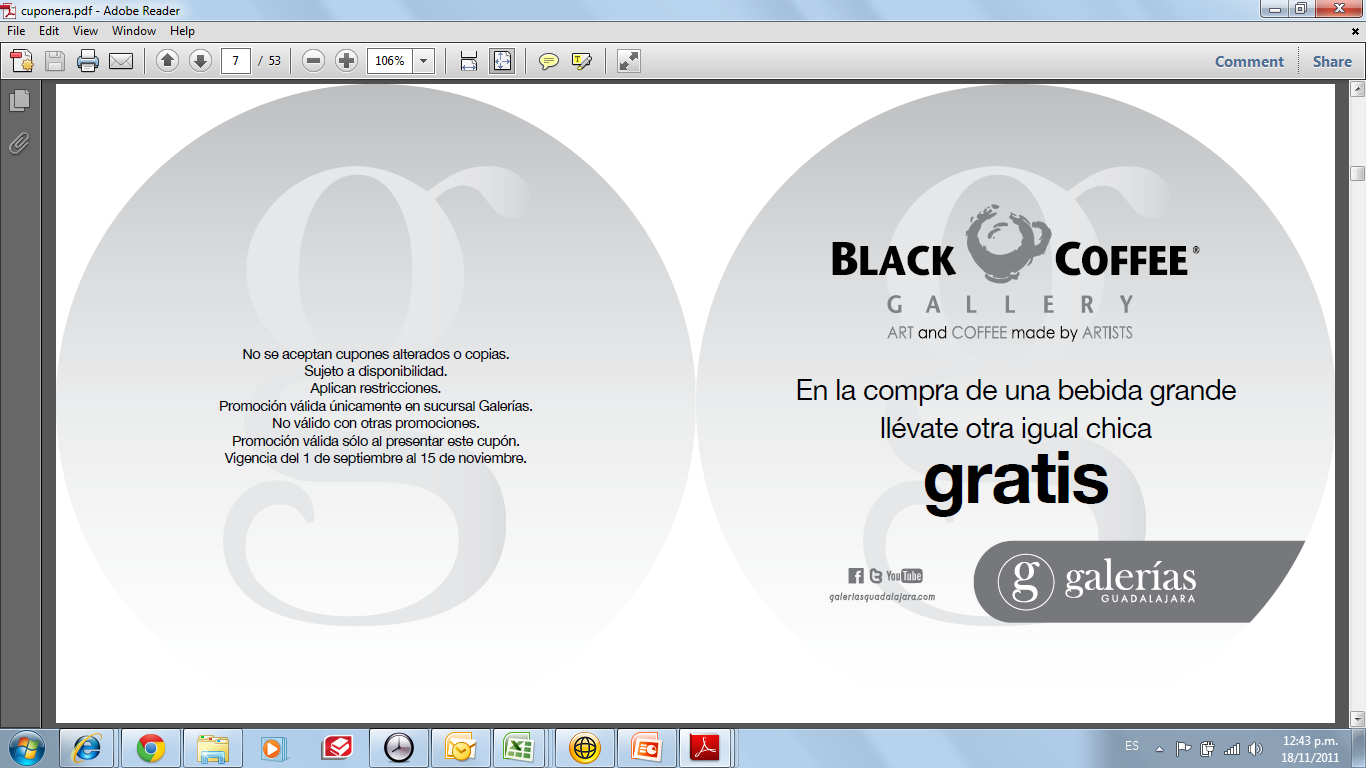 cuponera.pdf - Adobe Reader
File Edit View Window Help
7 / 53 106% Comment Share
No se aceptan cupones alterados o copias.
Sujeto a disponibilidad.
Aplican restricciones.
Promoción válida únicamente en sucursal Galerías.
No válido con otras promociones.
Promoción válida sólo al presentar este cupón.
Vigencia del 1 de septiembre al 15 de noviembre.
g
BLACK COFFEE®
GALLERY
ART and COFFEE made by ARTISTS
En la compra de una bebida grande
llévate otra igual chica
gratis
YouTube
galeriasguadalajara.com
g galerías
GUADALAJARA
ES
12:43 p.m.
18/11/2011